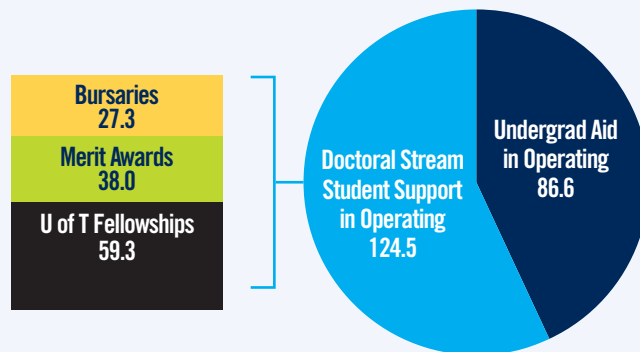 Bursaries
27.3
Merit Awards
38.0
U of T Fellowships
59.3
Doctoral Stream
Student Support
in Operating
124.5
Undergrad Aid
in Operating
86.6